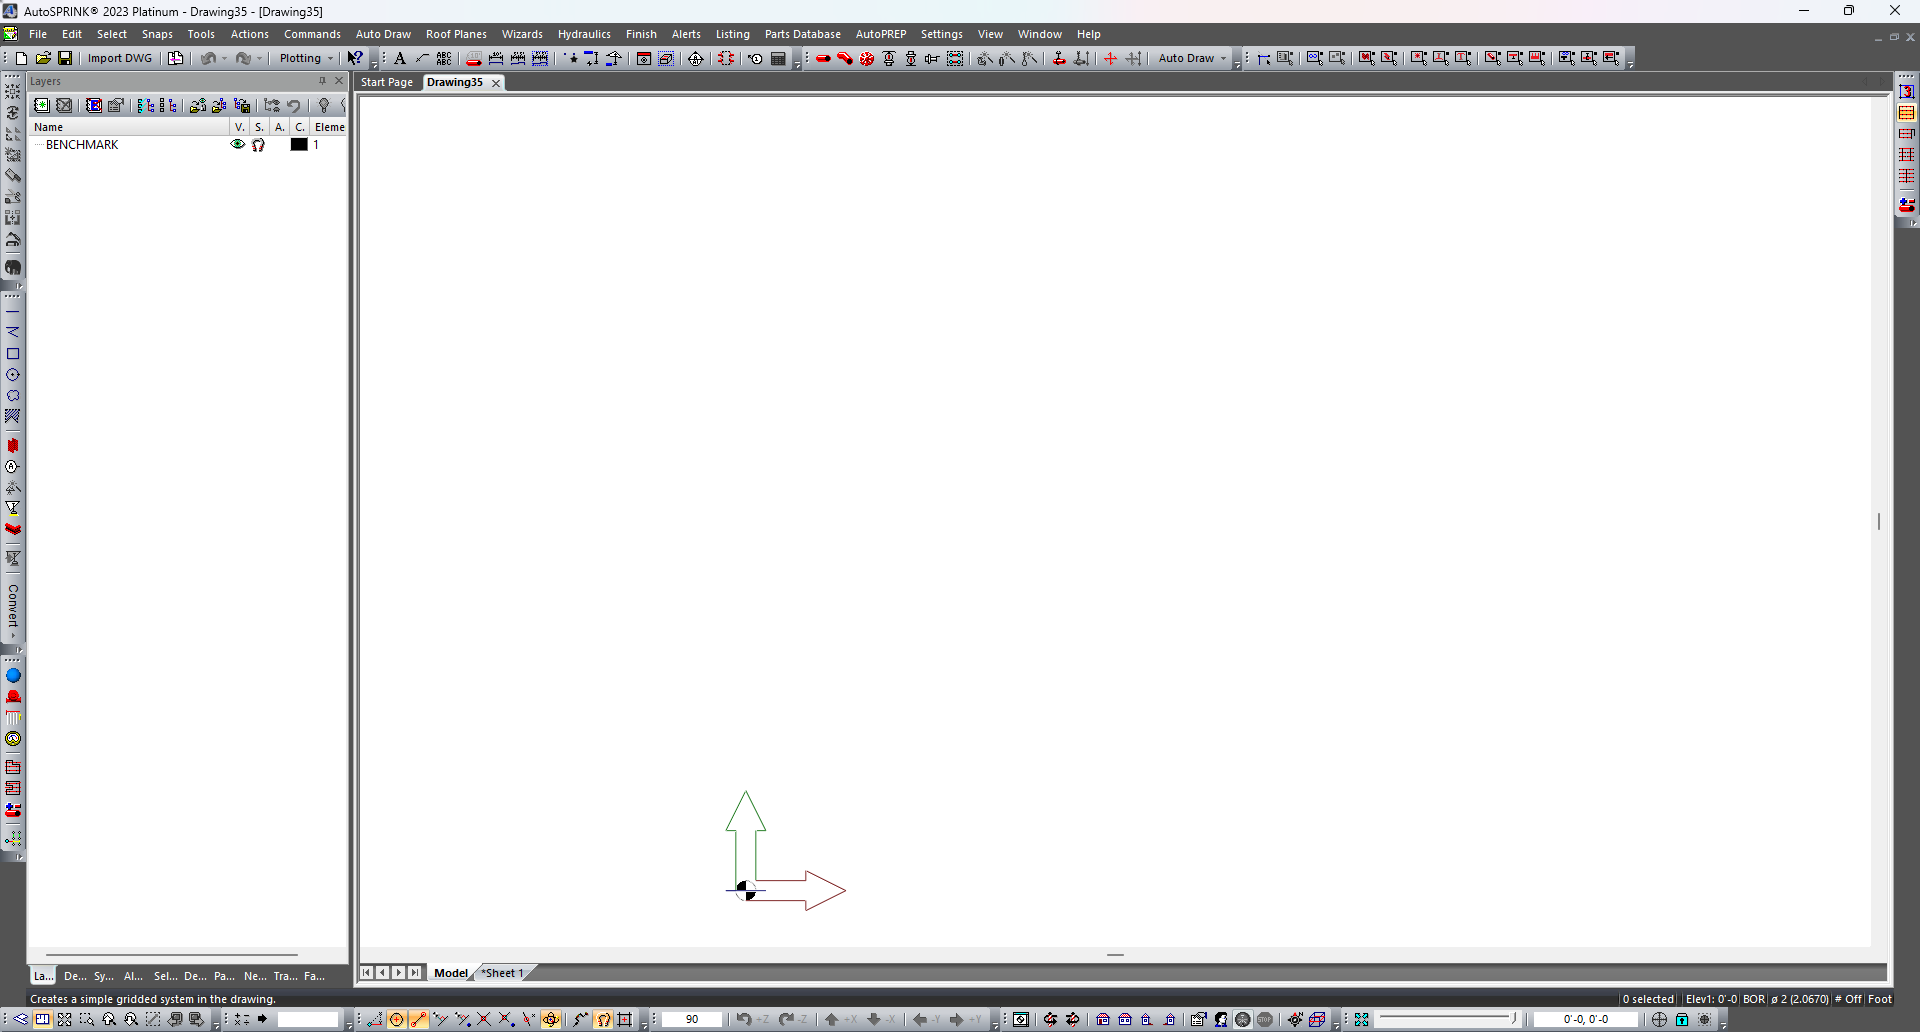 AutoSPRINK® 2023 Platinum - Drawing35 - [Drawing35]
File Edit Select Snaps Tools Actions Commands Auto Draw Roof Planes Wizards Hydraulics Finish Alerts Listing Parts Database AutoPREP Settings View Window Help
Import DWG Plotting A ABC Auto Draw
Layers
Start Page Drawing35
Name V. S. A. C. Eleme
BENCHMARK 1
Convert
Model *Sheet 1
La... De... Sy... Al... Sel... De... Pa... Ne... Tra... Fa...
Creates a simple gridded system in the drawing. 0 selected Elev1: 0'-0 BOR ø 2 (2.0670) # Off Foot
90 +Z -Z +X -X -Y +Y STOP 0'-0, 0'-0